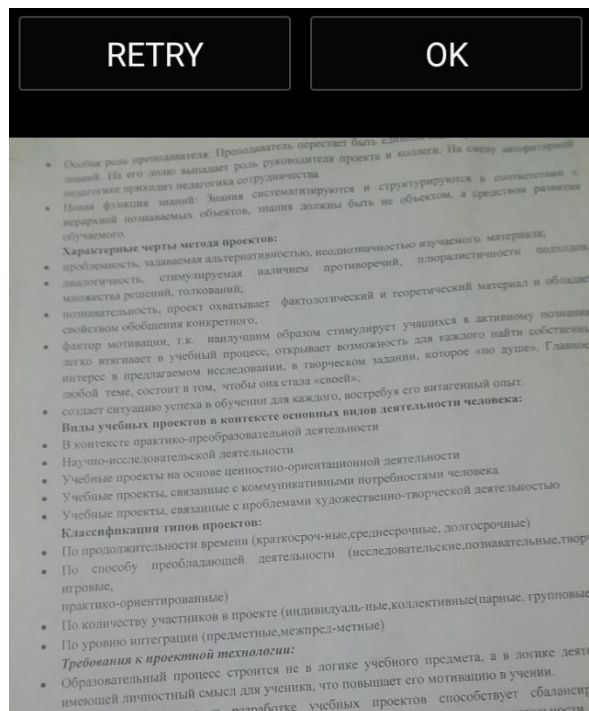 RETRY OK
• Особая роль преподавателя: Преподаватель перестает быть
знаний. На его долю выпадает роль руководителя проекта и коллеги. На смену авторитарной
педагогике приходит педагогика сотрудничества
• Новая функция знаний: Знания систематизируются и структурируются в соответствии с
иерархией познаваемых объектов, знания должны быть не объектом, а средством развития
обучаемого.
Характерные черты метода проектов:
• проблемность, задаваемая альтернативностью, неоднозначностью изучаемого материала;
• диалогичность, стимулируемая наличием противоречий, плюралистичности подходов,
множества решений, толкований;
• познавательность, проект охватывает фактологический и теоретический материал и обладае
свойством обобщения конкретного;
• фактор мотивации, т.к. наилучшим образом стимулирует учащихся к активному познани
легко втягивает в учебный процесс, открывает возможность для каждого найти собственн
интерес в предлагаемом исследовании, в творческом задании, которое «по душе». Главное
любой теме, состоит в том, чтобы она стала «своей»;
• создает ситуацию успеха в обучении для каждого, востребуя его витагенный опыт.
Виды учебных проектов в контексте основных видов деятельности человека:
• В контексте практико-преобразовательной деятельности
• Научно-исследовательской деятельности
• Учебные проекты на основе ценностно-ориентационной деятельности
• Учебные проекты, связанные с коммуникативными потребностями человека
• Учебные проекты, связанные с проблемами художественно-творческой деятельностью
Классификация типов проектов:
• По продолжительности времени (краткосроч-ные,среднесрочные, долгосрочные)
• По способу преобладающей деятельности (исследовательские,познавательные,твор
игровые,
практико-ориентированные)
• По количеству участников в проекте (индивидуаль-ные,коллективные(парные, групповые
• По уровню интеграции (предметные,межпред-метные)
Требования к проектной технологии:
• Образовательный процесс строится не в логике учебного предмета, а в логике деяте
имеющей личностный смысл для ученика, что повышает его мотивацию в учении.
разработке учебных проектов способствует сбалансир